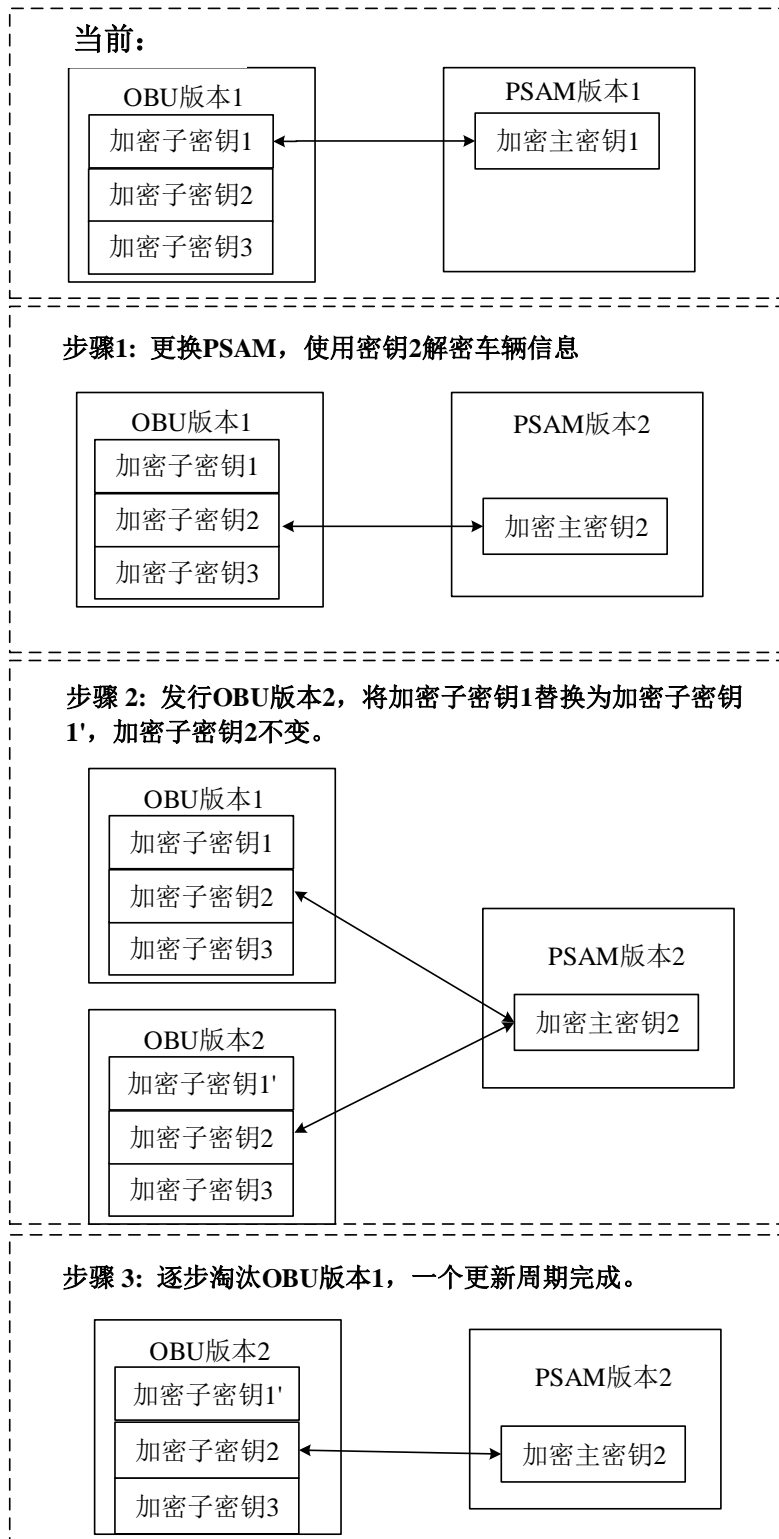 当前：
OBU版本1
加密子密钥1
加密子密钥2
加密子密钥3
PSAM版本1
加密主密钥1
步骤1: 更换PSAM，使用密钥2解密车辆信息
OBU版本1
加密子密钥1
加密子密钥2
加密子密钥3
PSAM版本2
加密主密钥2
步骤 2: 发行OBU版本2，将加密子密钥1替换为加密子密钥
1'，加密子密钥2不变。
OBU版本1
加密子密钥1
加密子密钥2
加密子密钥3
OBU版本2
加密子密钥1'
加密子密钥2
加密子密钥3
PSAM版本2
加密主密钥2
步骤 3: 逐步淘汰OBU版本1，一个更新周期完成。
OBU版本2
加密子密钥1'
加密子密钥2
加密子密钥3
PSAM版本2
加密主密钥2